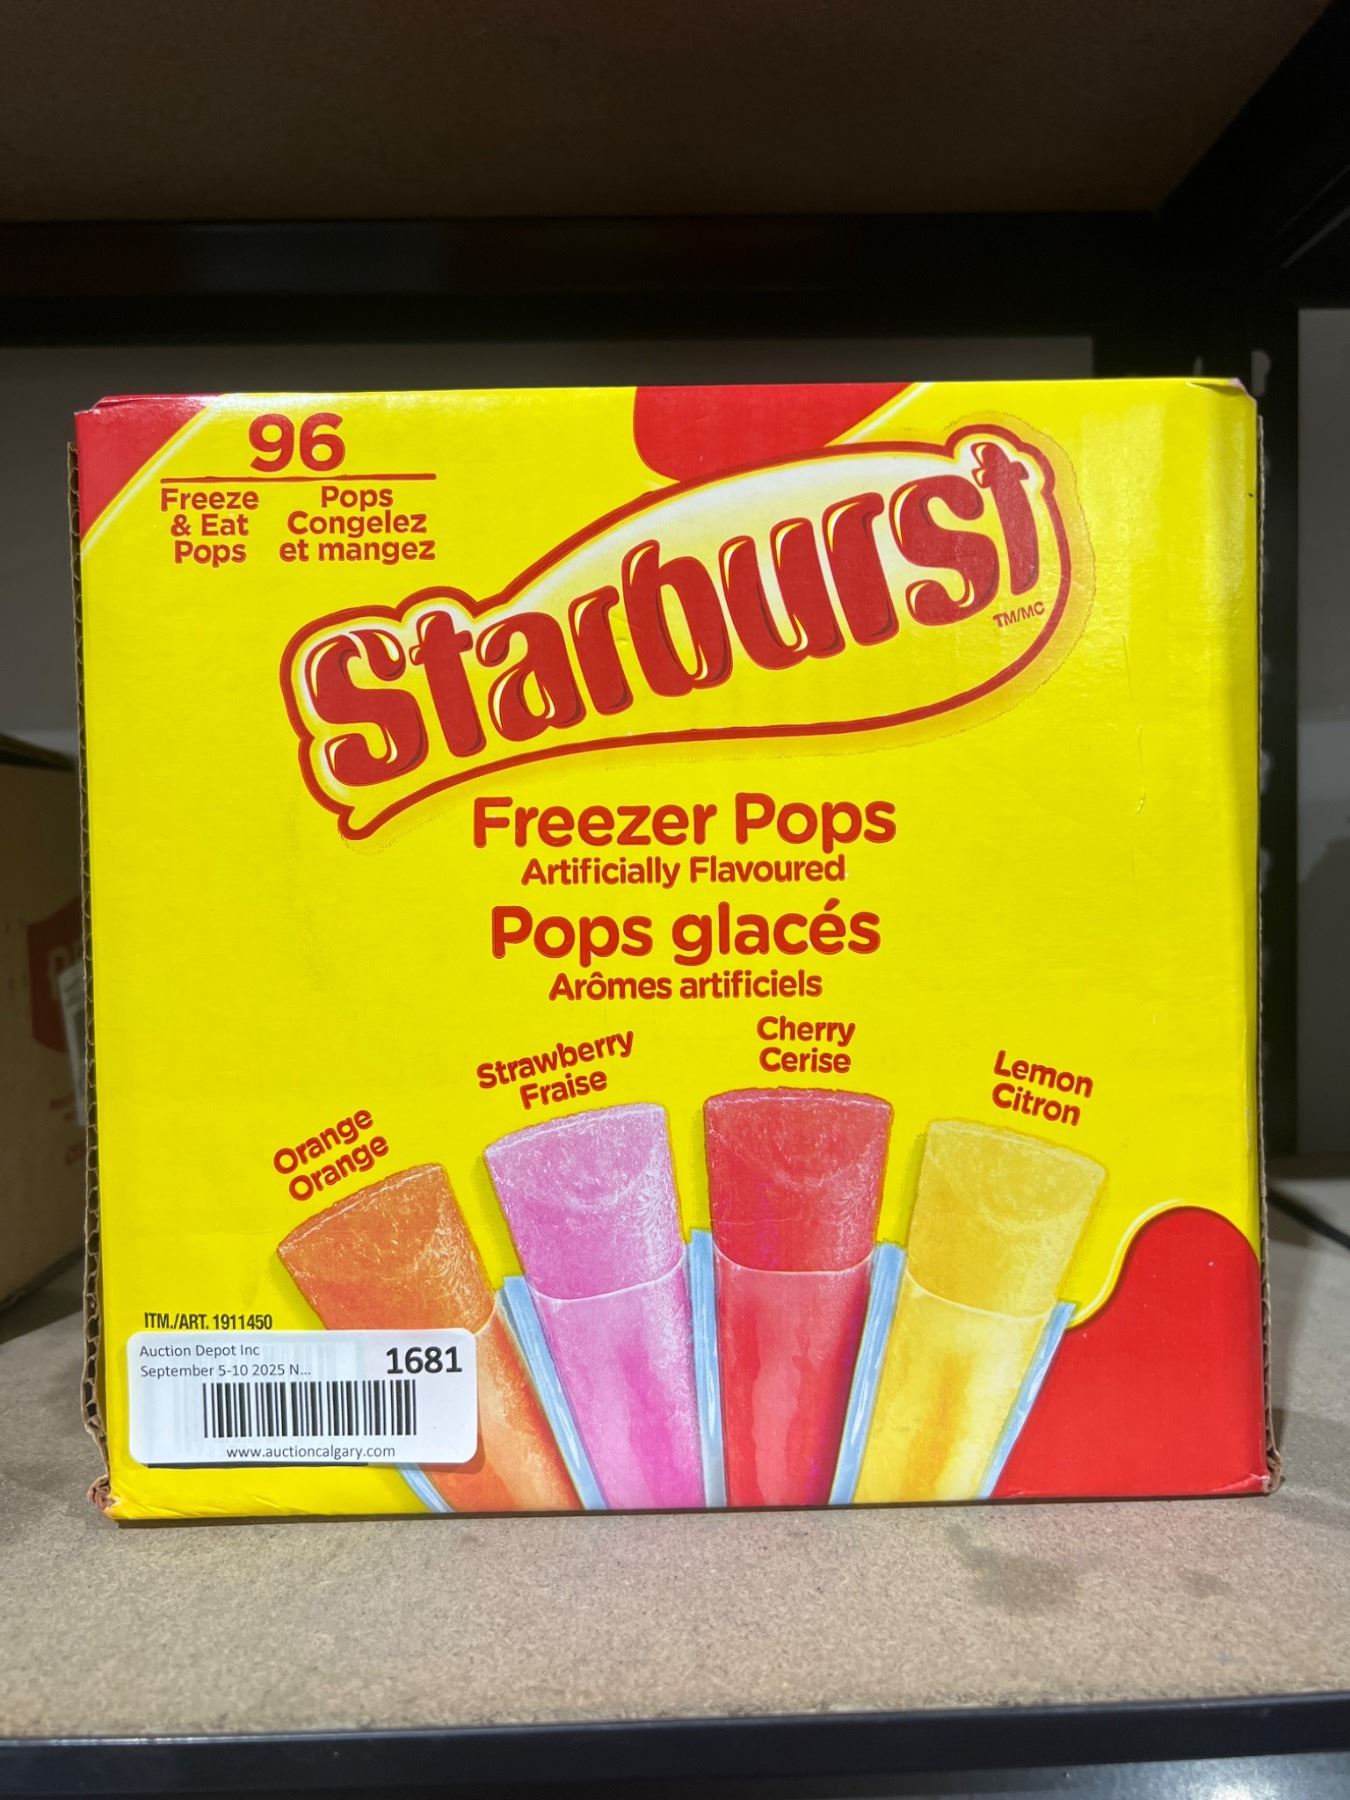 96
Freeze
& Eat
Pops
Pops
Congelez
et mangez
Starburst
TM/MC
Freezer Pops
Artificially Flavoured
Pops glacés
Arômes artificiels
Orange
Orange
Strawberry
Fraise
Cherry
Cerise
Lemon
Citron
ITM./ART. 1911450
Auction Depot Inc
September 5-10 2025 N...
1681
www.auctioncalgary.com